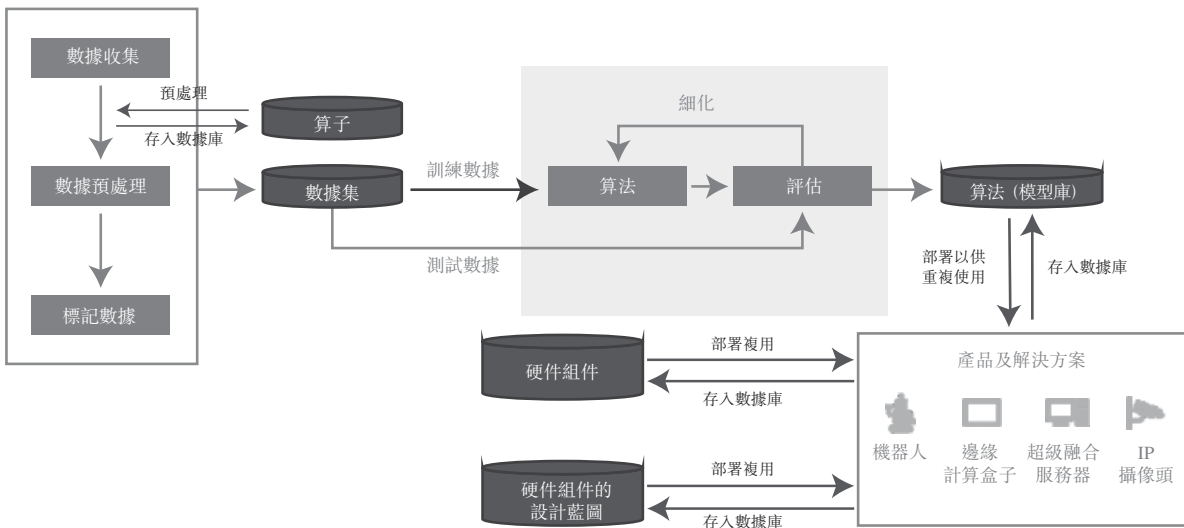 數據收集
預處理
存入數據庫
算子
數據預處理
數據集
標記數據
訓練數據
測試數據
細化
算法
評估
算法（模型庫）
部署以供
重複使用
存入數據庫
硬件組件
部署複用
存入數據庫
硬件組件的
設計藍圖
部署複用
存入數據庫
產品及解決方案
機器人
邊緣
計算盒子
超級融合
服務器
IP
攝像頭